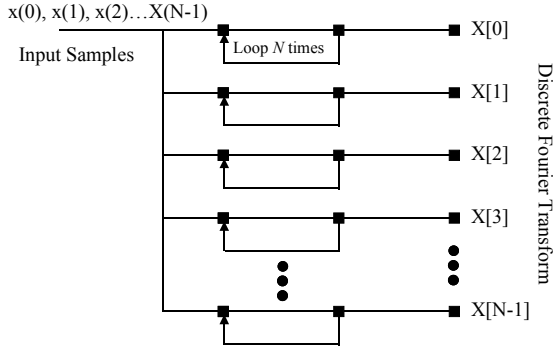 x(0), x(1), x(2)…X(N-1)
Input Samples
Loop N times
X[0]
X[1]
X[2]
X[3]
X[N-1]
Discrete Fourier Transform